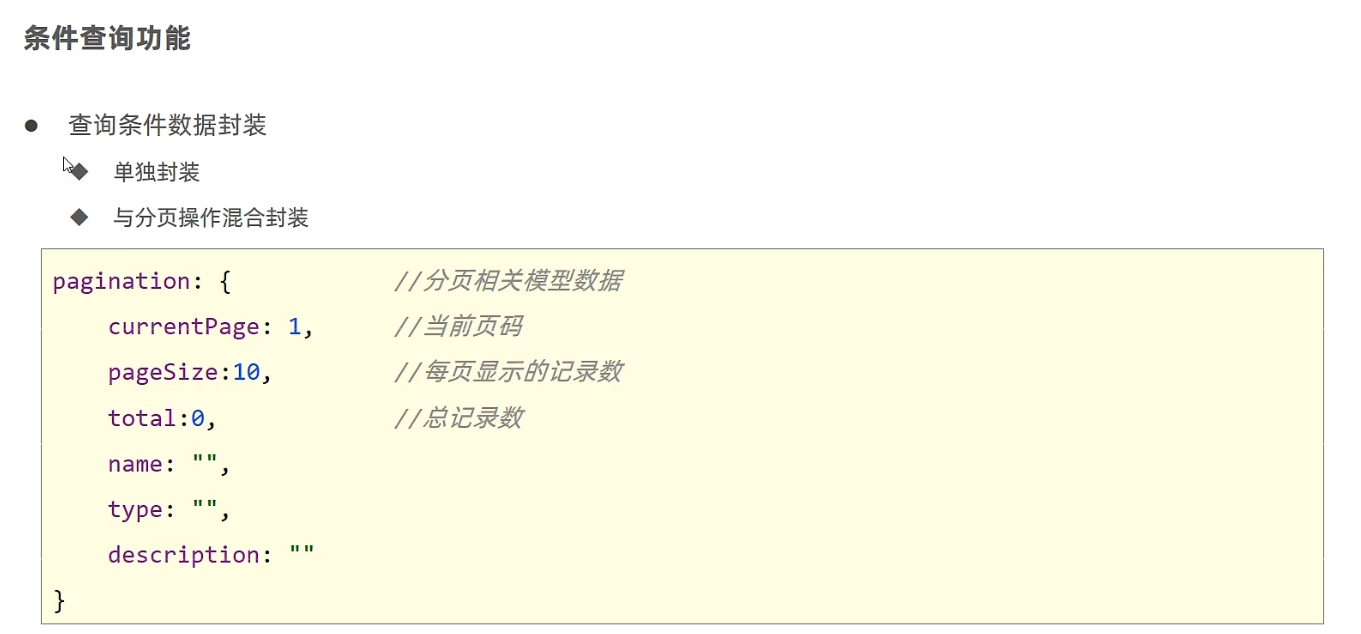 条件查询功能
● 查询条件数据封装
◆ 单独封装
◆ 与分页操作混合封装
pagination: { //分页相关模型数据
currentPage: 1, //当前页码
pageSize:10, //每页显示的记录数
total:0, //总记录数
name: "",
type: "",
description: ""
}